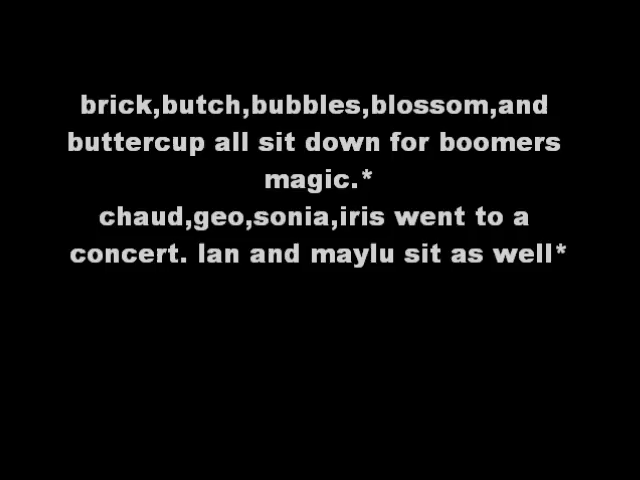 brick,butch,bubbles,blossom,and
buttercup all sit down for boomers
magic.*
chaud,geo,sonia,iris went to a
concert. lan and maylu sit as well*